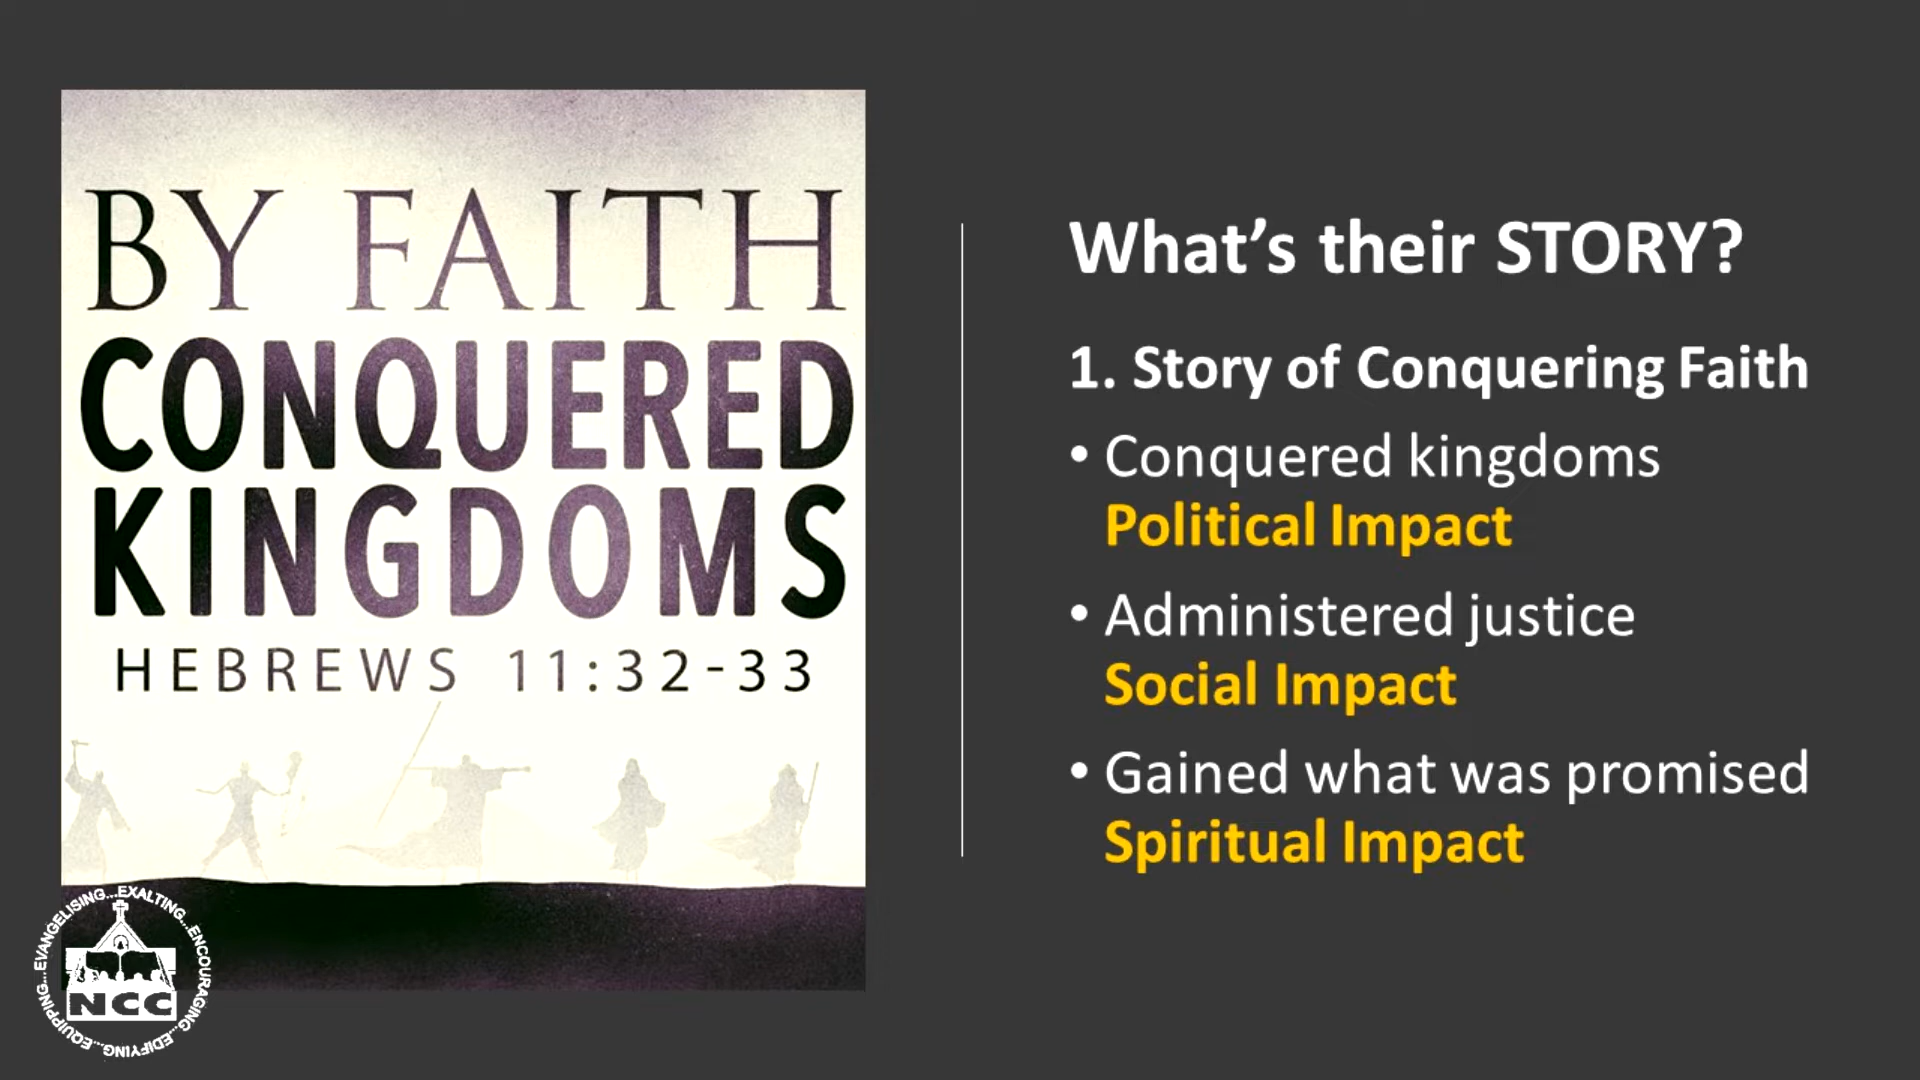 BY FAITH
CONQUERED
KINGDOMS
HEBREWS 11:32-33
What's their STORY?
1. Story of Conquering Faith
• Conquered kingdoms
Political Impact
• Administered justice
Social Impact
• Gained what was promised
Spiritual Impact
EVANGELISING...EXALTING...ENCOURAGING...EDIFYING...EQUIPPING...
NCC